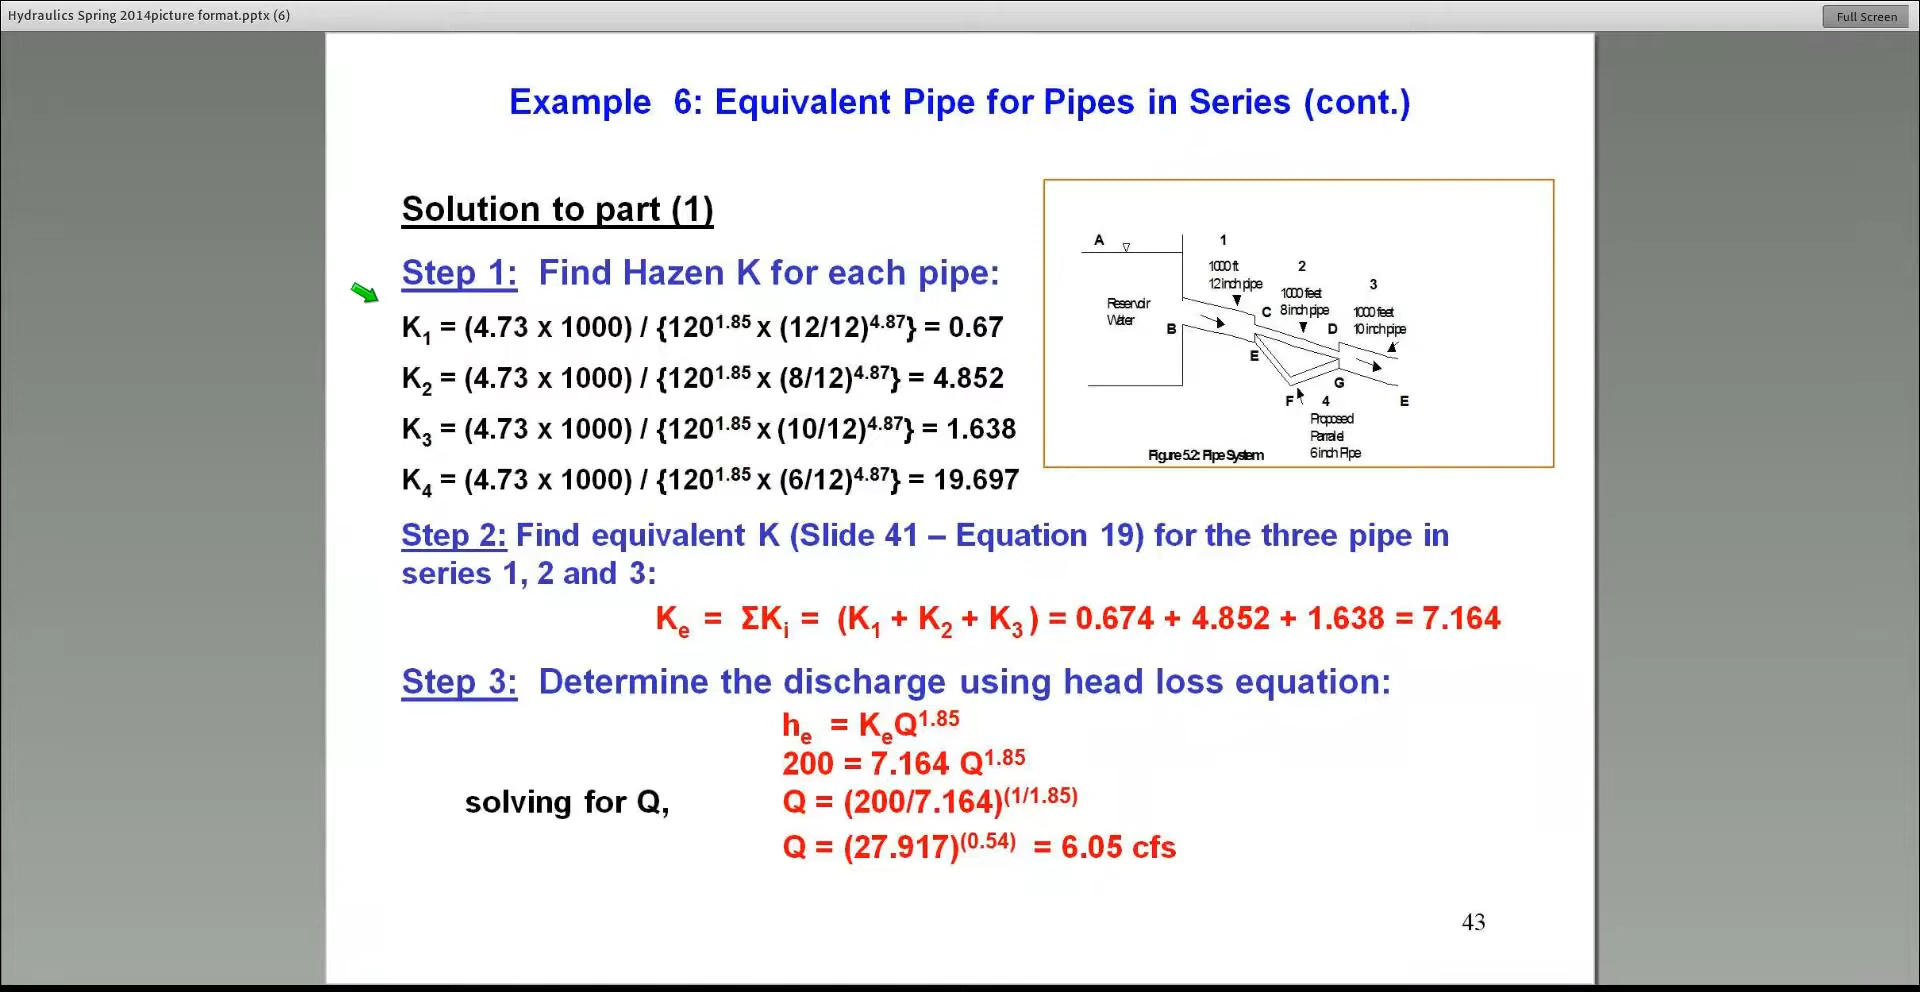 Hydraulics Spring 2014picture format.pptx (6)
Full Screen
Example 6: Equivalent Pipe for Pipes in Series (cont.)
Solution to part (1)
Step 1: Find Hazen K for each pipe:
K₁ = (4.73 x 1000) / {120^1.85 x (12/12)^4.87} = 0.67
K₂ = (4.73 x 1000) / {120^1.85 x (8/12)^4.87} = 4.852
K₃ = (4.73 x 1000) / {120^1.85 x (10/12)^4.87} = 1.638
K₄ = (4.73 x 1000) / {120^1.85 x (6/12)^4.87} = 19.697
A
1
1000 ft
12 inch pipe
2
1000 feet
8 inch pipe
3
1000 feet
10 inch pipe
Reservoir
Water
B
C
D
E
G
F
4
E
Proposed
Parralel
6 inch Pipe
Figure 5.2: Pipe System
Step 2: Find equivalent K (Slide 41 – Equation 19) for the three pipe in
series 1, 2 and 3:
Kₑ = ΣKᵢ = (K₁ + K₂ + K₃ ) = 0.674 + 4.852 + 1.638 = 7.164
Step 3: Determine the discharge using head loss equation:
hₑ = KₑQ^1.85
200 = 7.164 Q^1.85
solving for Q, Q = (200/7.164)^(1/1.85)
Q = (27.917)^(0.54) = 6.05 cfs
43